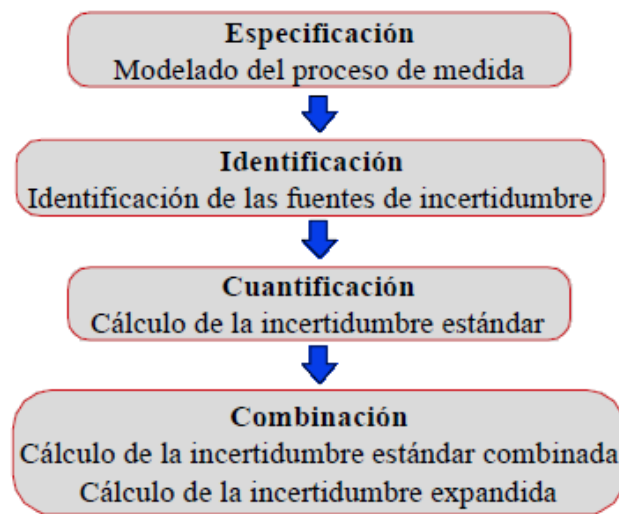 Especificación
Modelado del proceso de medida
Identificación
Identificación de las fuentes de incertidumbre
Cuantificación
Cálculo de la incertidumbre estándar
Combinación
Cálculo de la incertidumbre estándar combinada
Cálculo de la incertidumbre expandida